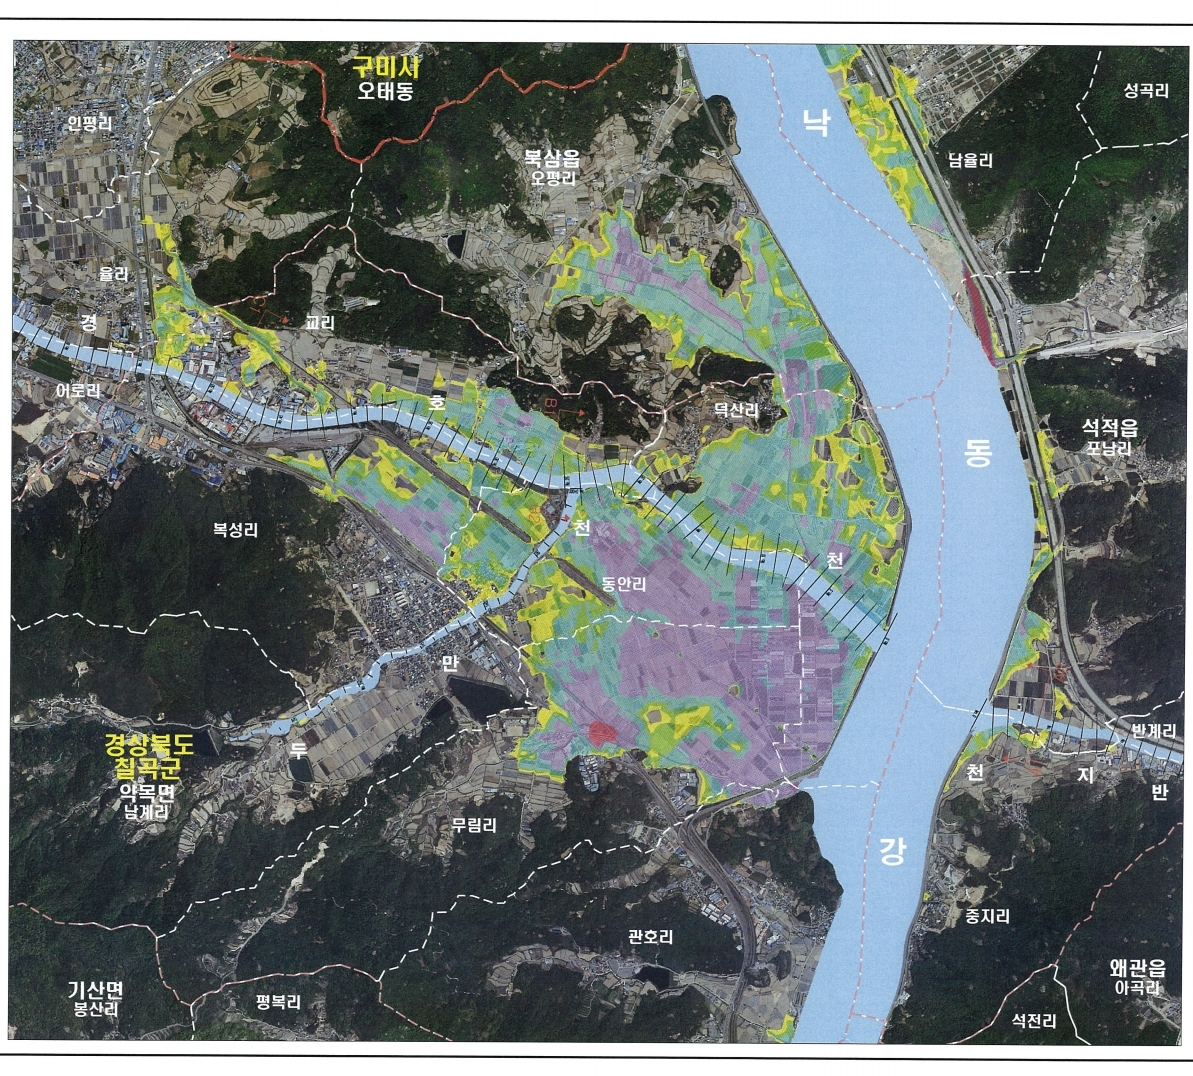 구미시
오태동
성곡리
인평리
낙
북삼읍
오평리
남율리
율리
경
교리
어로리
호
덕산리
석적읍
포남리
동
복성리
천
천
동안리
만
두
경상북도
칠곡군
약목면
남계리
반계리
천
지
반
무림리
강
중지리
관호리
왜관읍
아곡리
기산면
봉산리
평복리
석전리